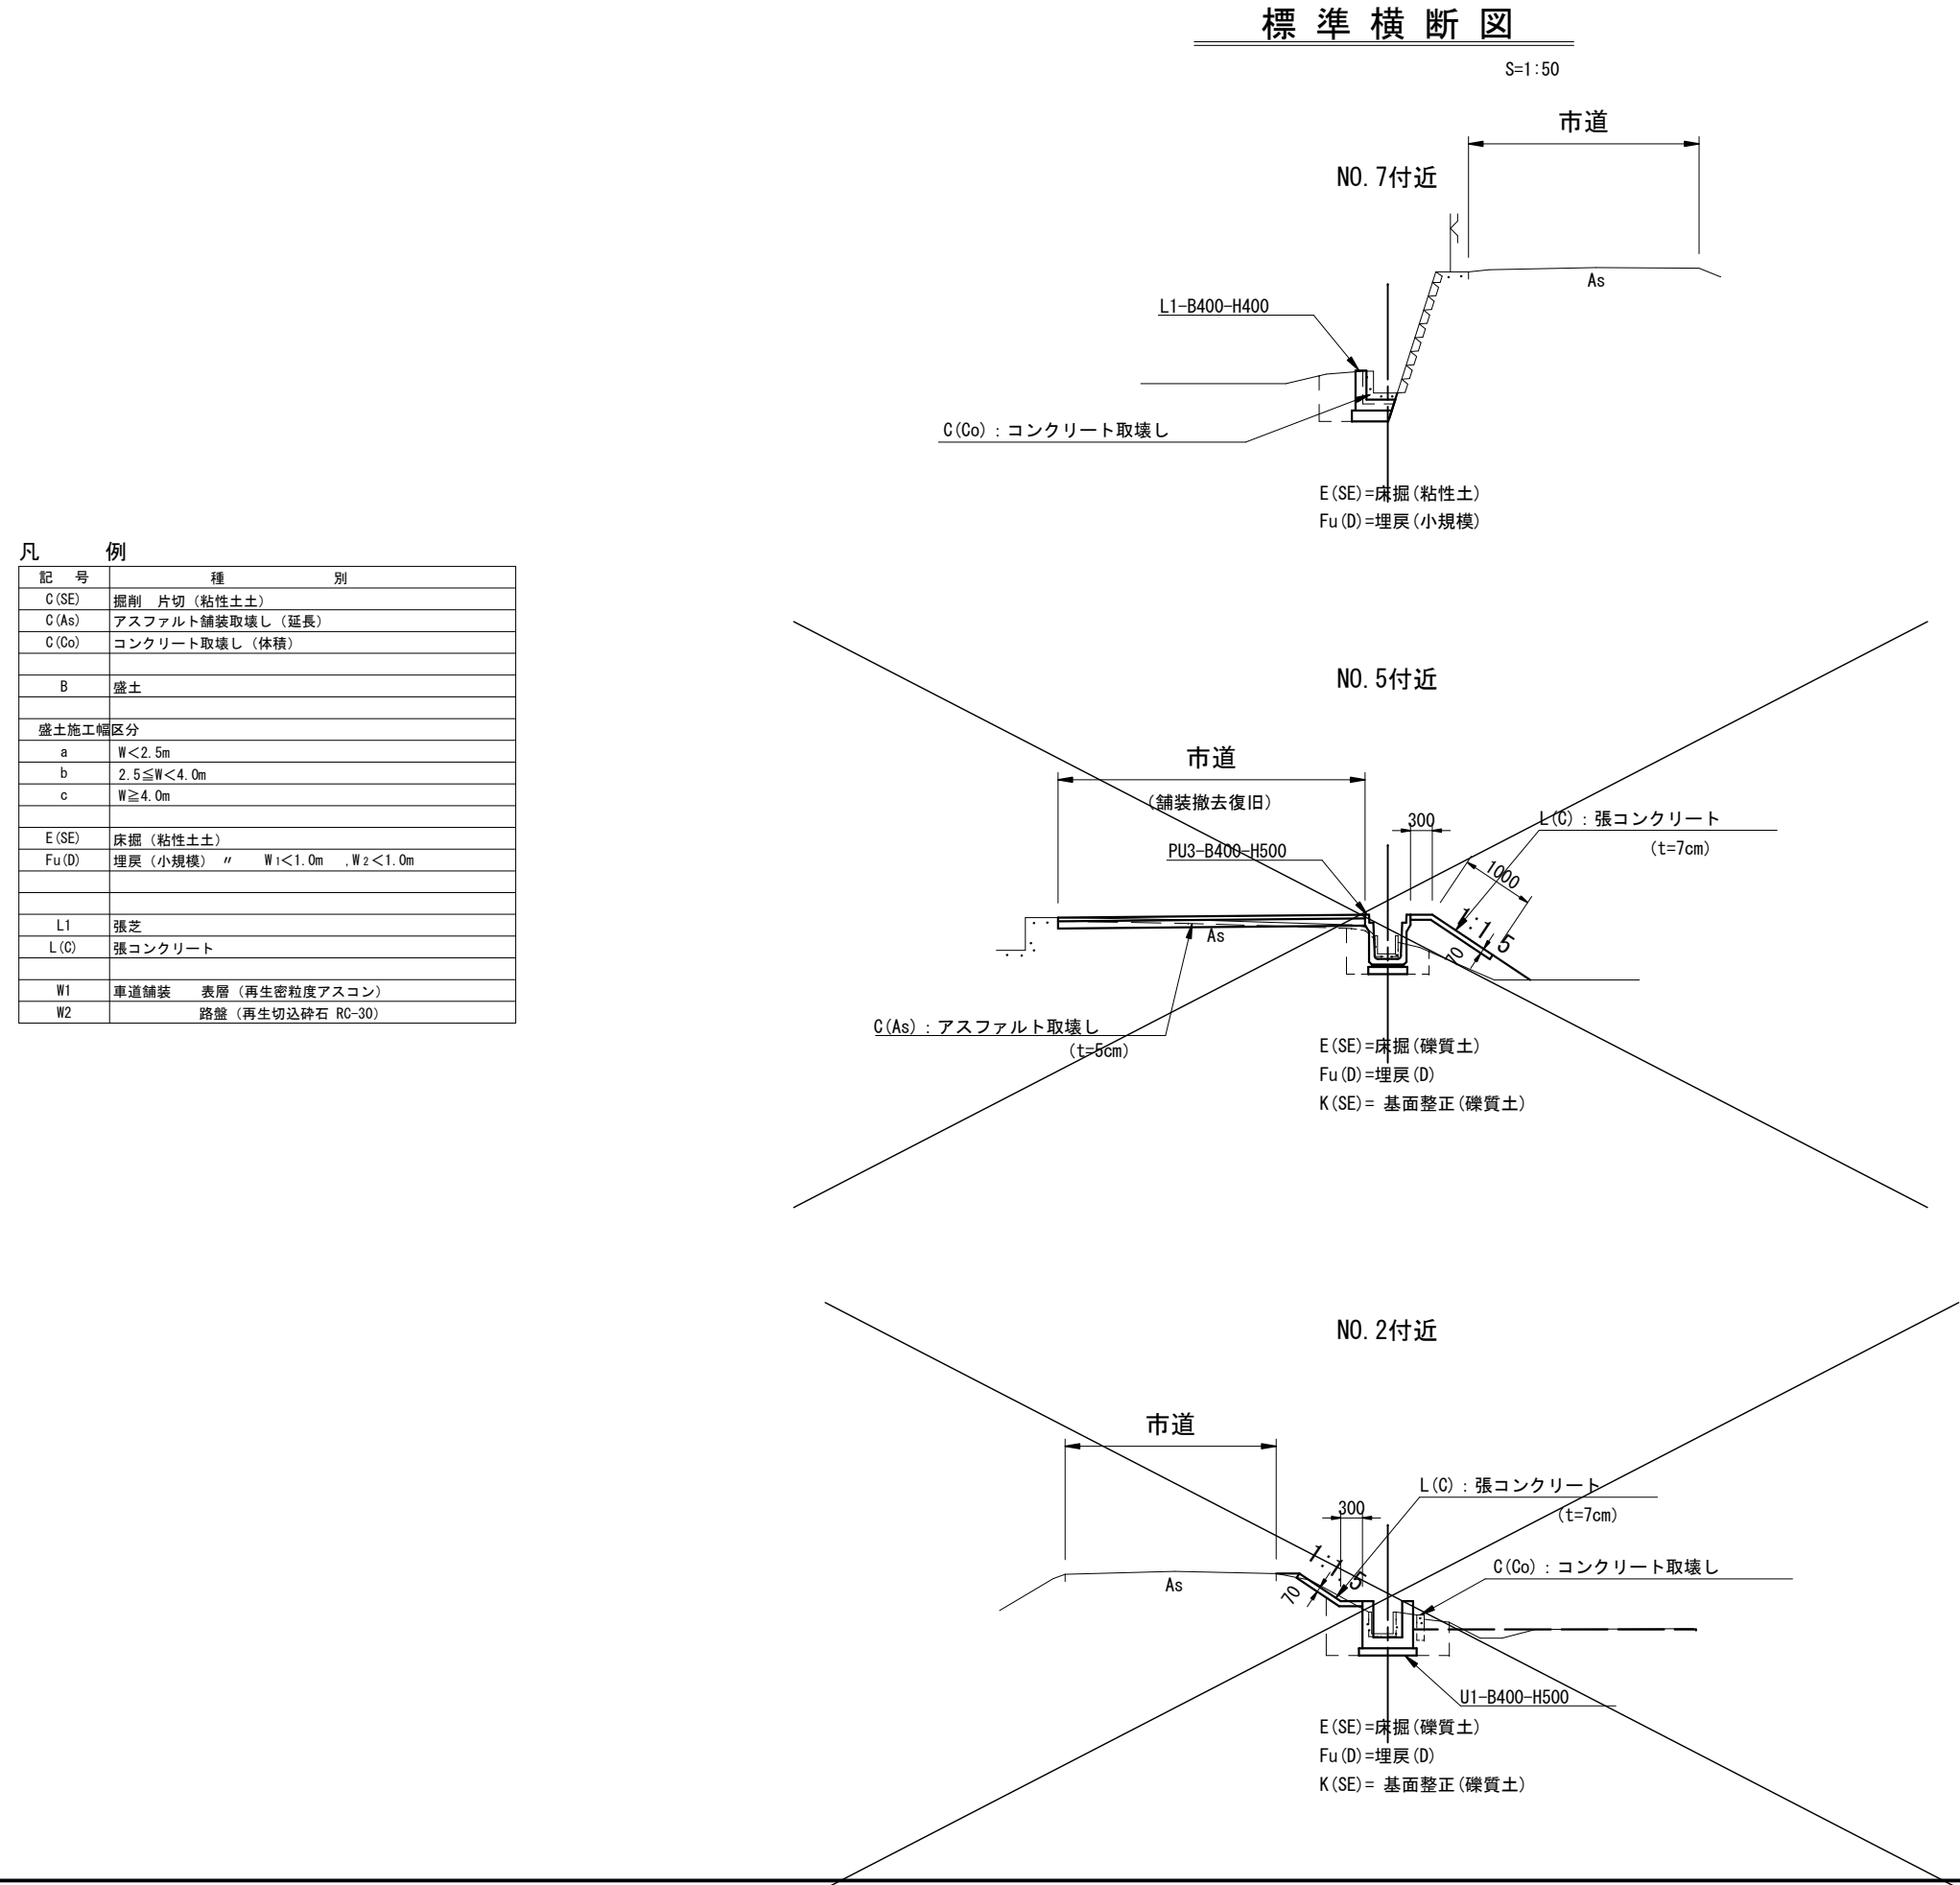 標準横断図
S=1:50
市道
NO.7付近
As
L1-B400-H400
C(Co)：コンクリート取壊し
E(SE)=床掘(粘性土)
Fu(D)=埋戻(小規模)
凡例
記号 種別
C(SE) 掘削 片切（粘性土土）
C(As) アスファルト舗装取壊し（延長）
C(Co) コンクリート取壊し（体積）
B 盛土
盛土施工幅区分
a W＜2.5m
b 2.5≦W＜4.0m
c W≧4.0m
E(SE) 床掘（粘性土土）
Fu(D) 埋戻（小規模） 〃 W1＜1.0m ,W2＜1.0m
L1 張芝
L(C) 張コンクリート
W1 車道舗装 表層（再生密粒度アスコン）
W2 路盤（再生切込砕石 RC-30）
NO.5付近
市道
(舗装撤去復旧)
300
L(C)：張コンクリート
(t=7cm)
PU3-B400-H500
1000
1:1.5
As
70
C(As)：アスファルト取壊し
(t=5cm)
E(SE)=床掘(礫質土)
Fu(D)=埋戻(D)
K(SE)= 基面整正(礫質土)
NO.2付近
市道
L(C)：張コンクリート
300
(t=7cm)
1:1.5
C(Co)：コンクリート取壊し
As
70
U1-B400-H500
E(SE)=床掘(礫質土)
Fu(D)=埋戻(D)
K(SE)= 基面整正(礫質土)